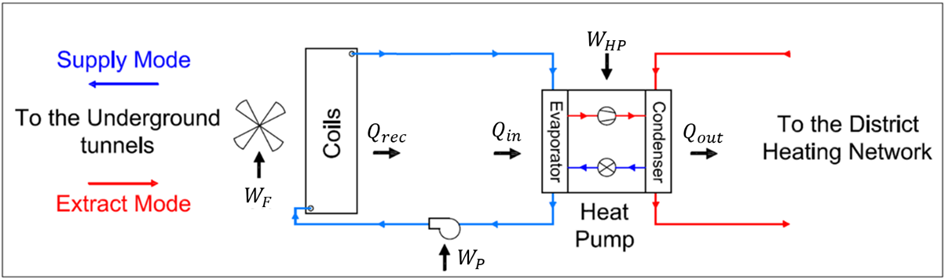 Supply Mode
To the Underground
tunnels
Extract Mode
W_F
Coils
Q_rec
W_P
Q_in
W_HP
Evaporator
Condenser
Heat
Pump
Q_out
To the District
Heating Network